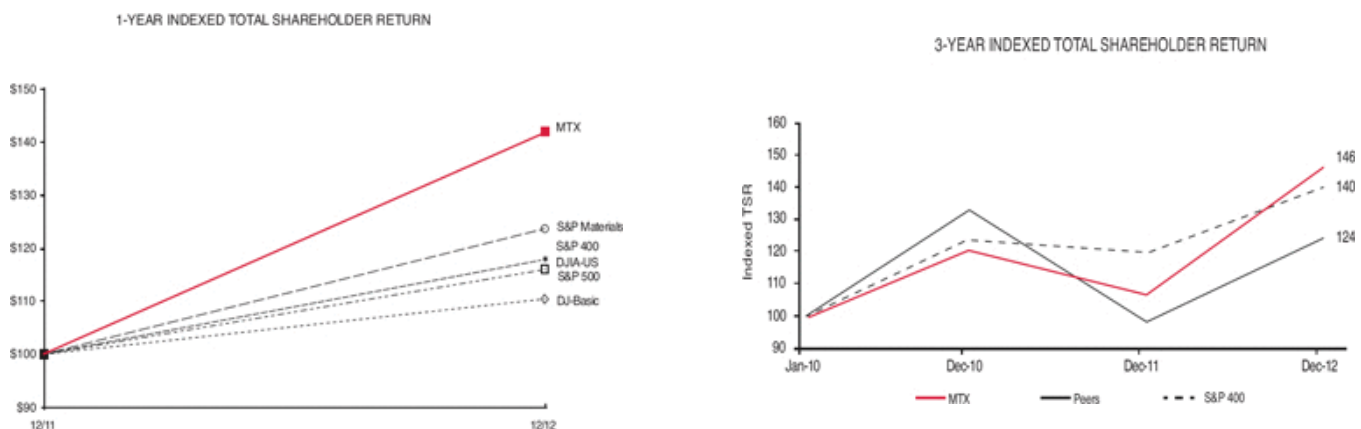 1-YEAR INDEXED TOTAL SHAREHOLDER RETURN
$150
$140
$130
$120
$110
$100
$90
12/11
12/12
MTX
S&P Materials
S&P 400
DJIA-US
S&P 500
DJ-Basic
3-YEAR INDEXED TOTAL SHAREHOLDER RETURN
Indexed TSR
160
150
140
130
120
110
100
90
Jan-10
Dec-10
Dec-11
Dec-12
146
140
124
MTX
Peers
S&P 400